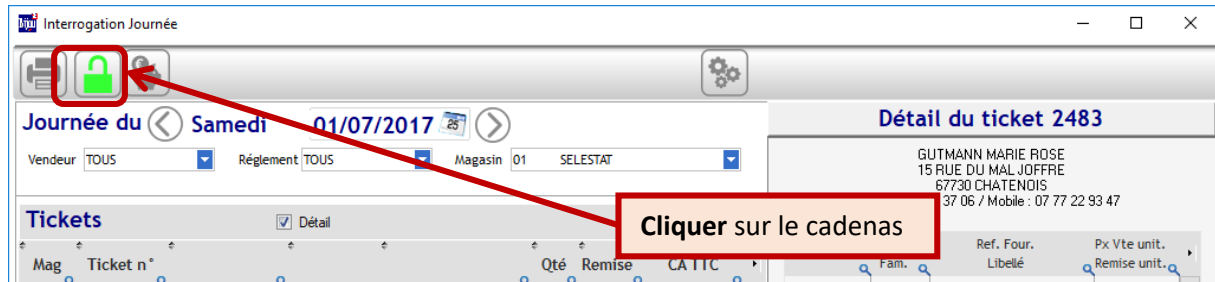 Interrogation Journée
Journée du Samedi 01/07/2017 25
Vendeur TOUS Réglement TOUS Magasin 01 SELESTAT
Tickets Détail
Mag Ticket n° Qté Remise CA TTC
Cliquer sur le cadenas
Détail du ticket 2483
GUTMANN MARIE ROSE
15 RUE DU MAL JOFFRE
67730 CHATENOIS
37 06 / Mobile : 07 77 22 93 47
Ref. Four. Px Vte unit.
Fam. Libellé Remise unit.